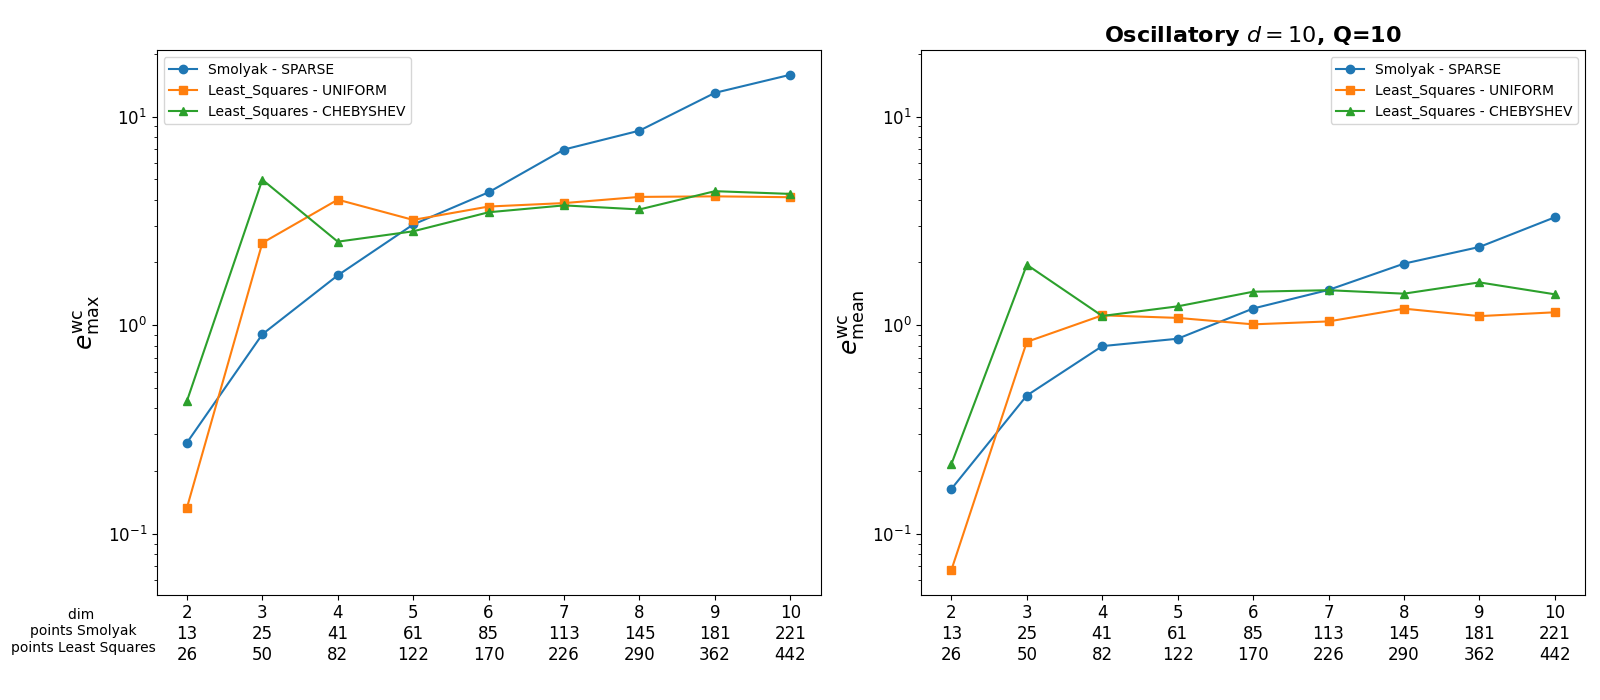 Oscillatory d = 10, Q=10
Smolyak - SPARSE
Least_Squares - UNIFORM
Least_Squares - CHEBYSHEV
10¹
10⁰
10⁻¹
e^wc_max
dim
points Smolyak
points Least Squares
2 3 4 5 6 7 8 9 10
13 25 41 61 85 113 145 181 221
26 50 82 122 170 226 290 362 442
Smolyak - SPARSE
Least_Squares - UNIFORM
Least_Squares - CHEBYSHEV
10¹
10⁰
10⁻¹
e^wc_mean
2 3 4 5 6 7 8 9 10
13 25 41 61 85 113 145 181 221
26 50 82 122 170 226 290 362 442